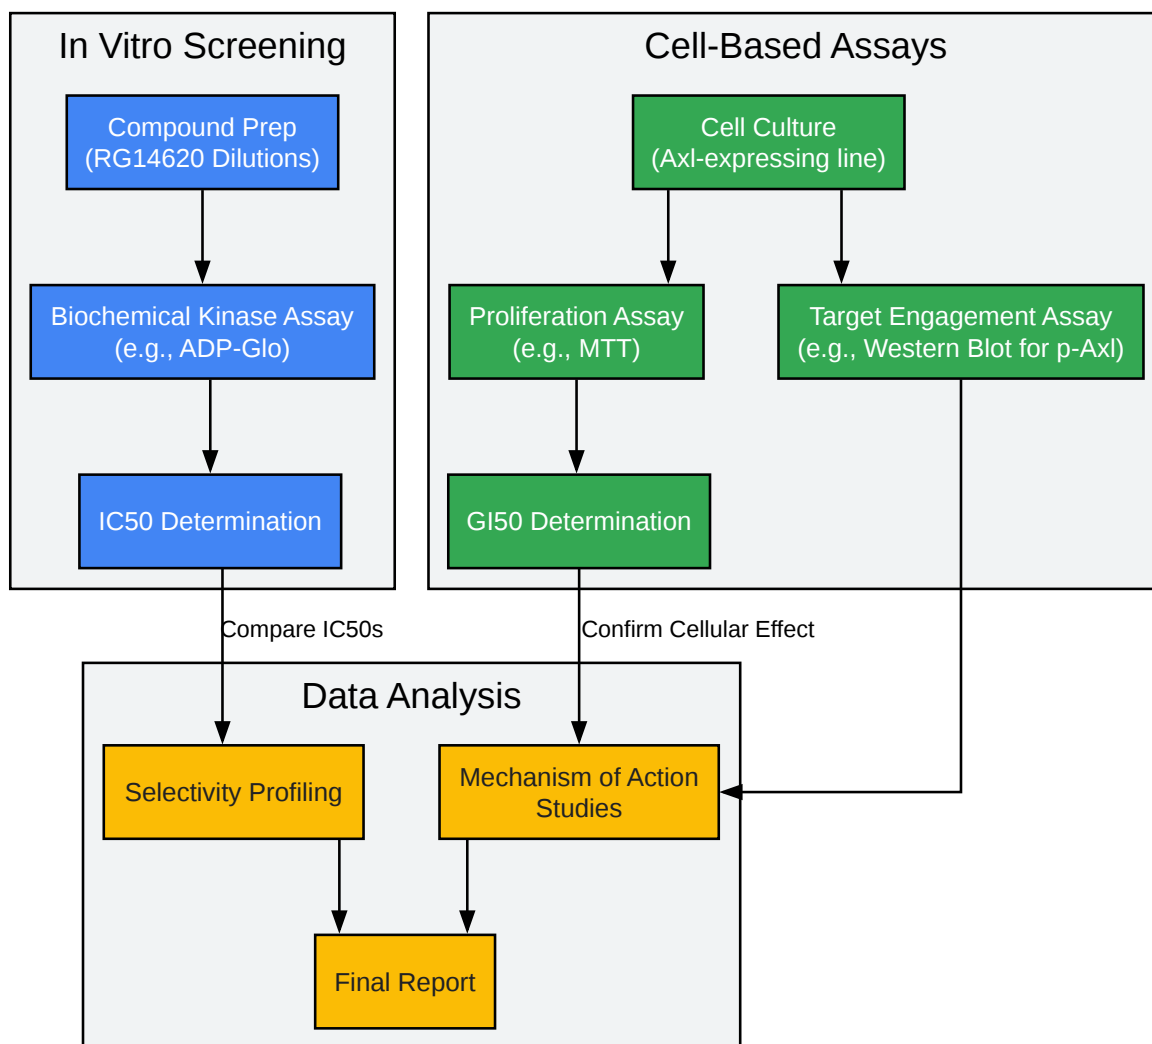 In Vitro Screening
Compound Prep
(RG14620 Dilutions)
Biochemical Kinase Assay
(e.g., ADP-Glo)
IC50 Determination
Cell-Based Assays
Cell Culture
(Axl-expressing line)
Proliferation Assay
(e.g., MTT)
Target Engagement Assay
(e.g., Western Blot for p-Axl)
GI50 Determination
Compare IC50s
Confirm Cellular Effect
Data Analysis
Selectivity Profiling
Mechanism of Action
Studies
Final Report